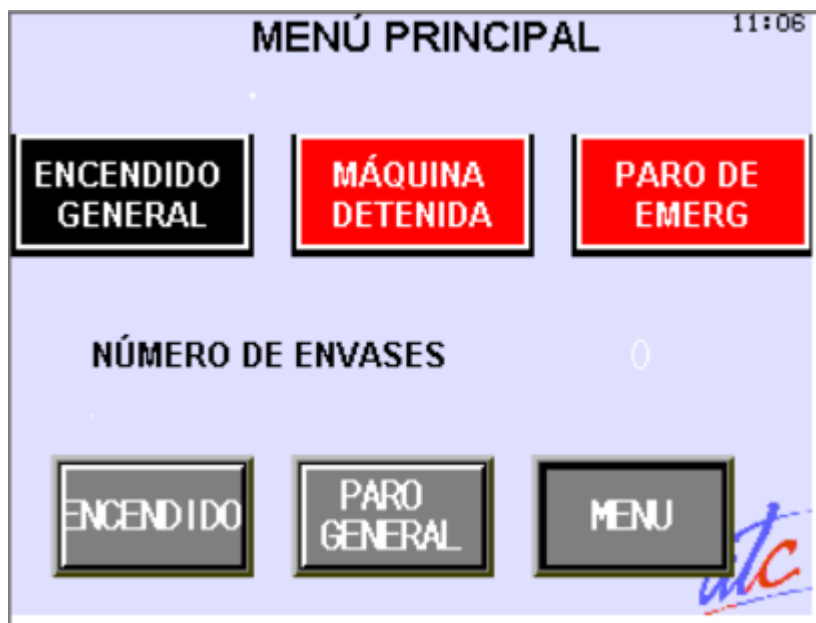 MENÚ PRINCIPAL
11:06
ENCENDIDO
GENERAL
MÁQUINA
DETENIDA
PARO DE
EMERG
NÚMERO DE ENVASES
0
ENCENDIDO
PARO
GENERAL
MENU
utc